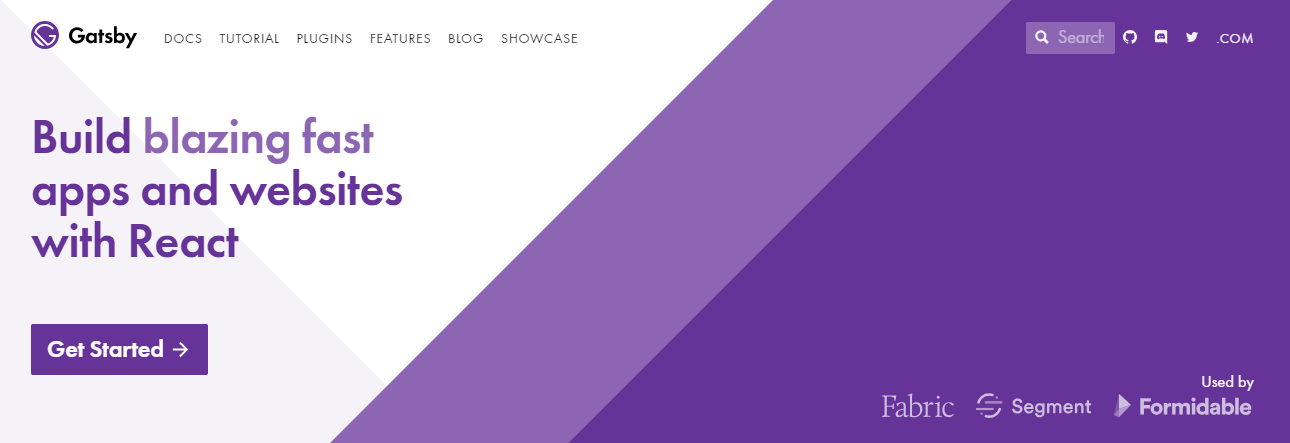 Gatsby DOCS TUTORIAL PLUGINS FEATURES BLOG SHOWCASE Search .COM
Build blazing fast
apps and websites
with React
Get Started →
Used by
Fabric Segment Formidable